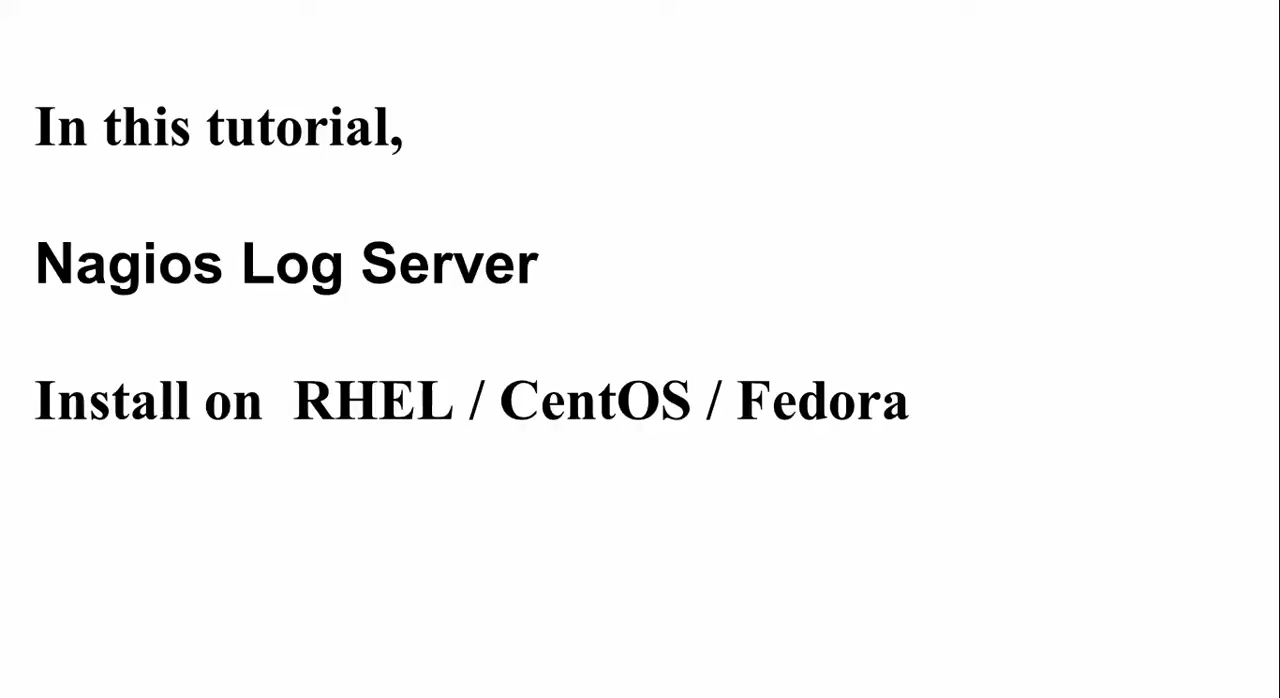 In this tutorial,
Nagios Log Server
Install on  RHEL / CentOS / Fedora